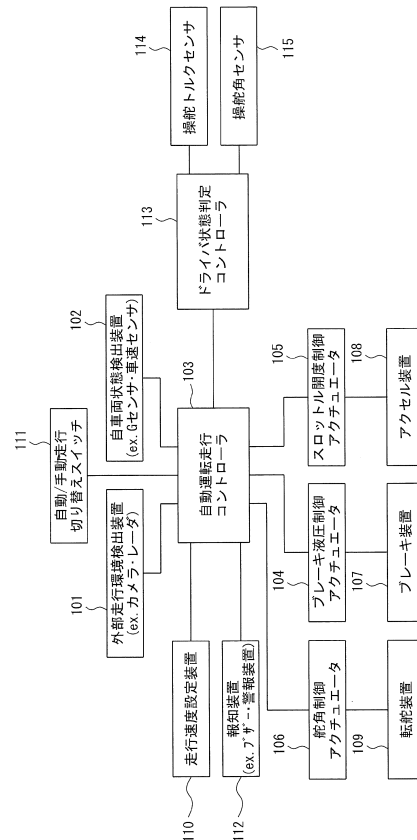 111
自動/手動走行
切り替えスイッチ
101
外部走行環境検出装置
(ex.カメラ・レーダ)
102
自車両状態検出装置
(ex.Gセンサ・車速センサ)
114
操舵トルクセンサ
115
操舵角センサ
113
ドライバ状態判定
コントローラ
103
自動運転走行
コントローラ
110
走行速度設定装置
112
報知装置
(ex.ブザー・警報装置)
106
舵角制御
アクチュエータ
104
ブレーキ液圧制御
アクチュエータ
105
スロットル開度制御
アクチュエータ
109
転舵装置
107
ブレーキ装置
108
アクセル装置